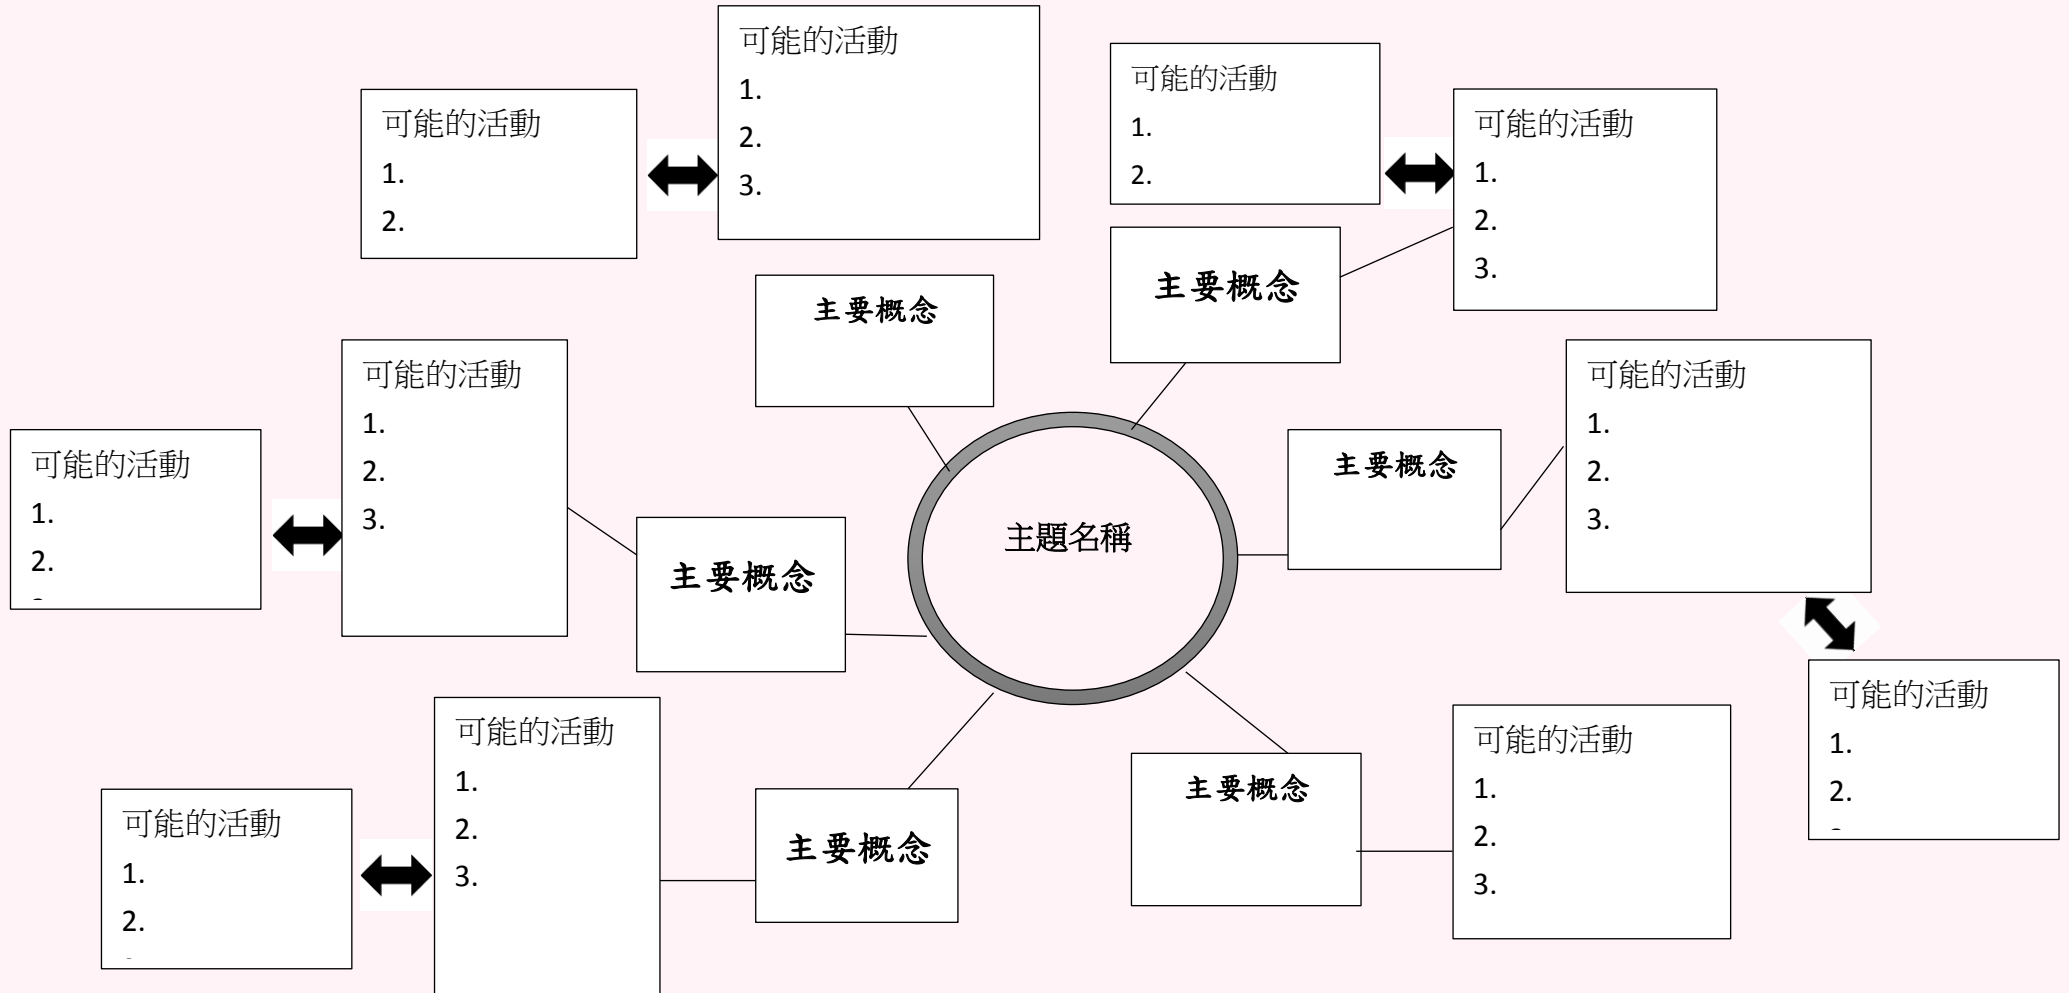 可能的活動
1.
2.
3.
可能的活動
1.
2.
可能的活動
1.
2.
可能的活動
1.
2.
3.
主要概念
主要概念
可能的活動
1.
2.
3.
可能的活動
1.
2.
可能的活動
1.
2.
3.
主要概念
主題名稱
主要概念
可能的活動
1.
2.
3.
可能的活動
1.
2.
主要概念
主要概念
可能的活動
1.
2.
3.
可能的活動
1.
2.